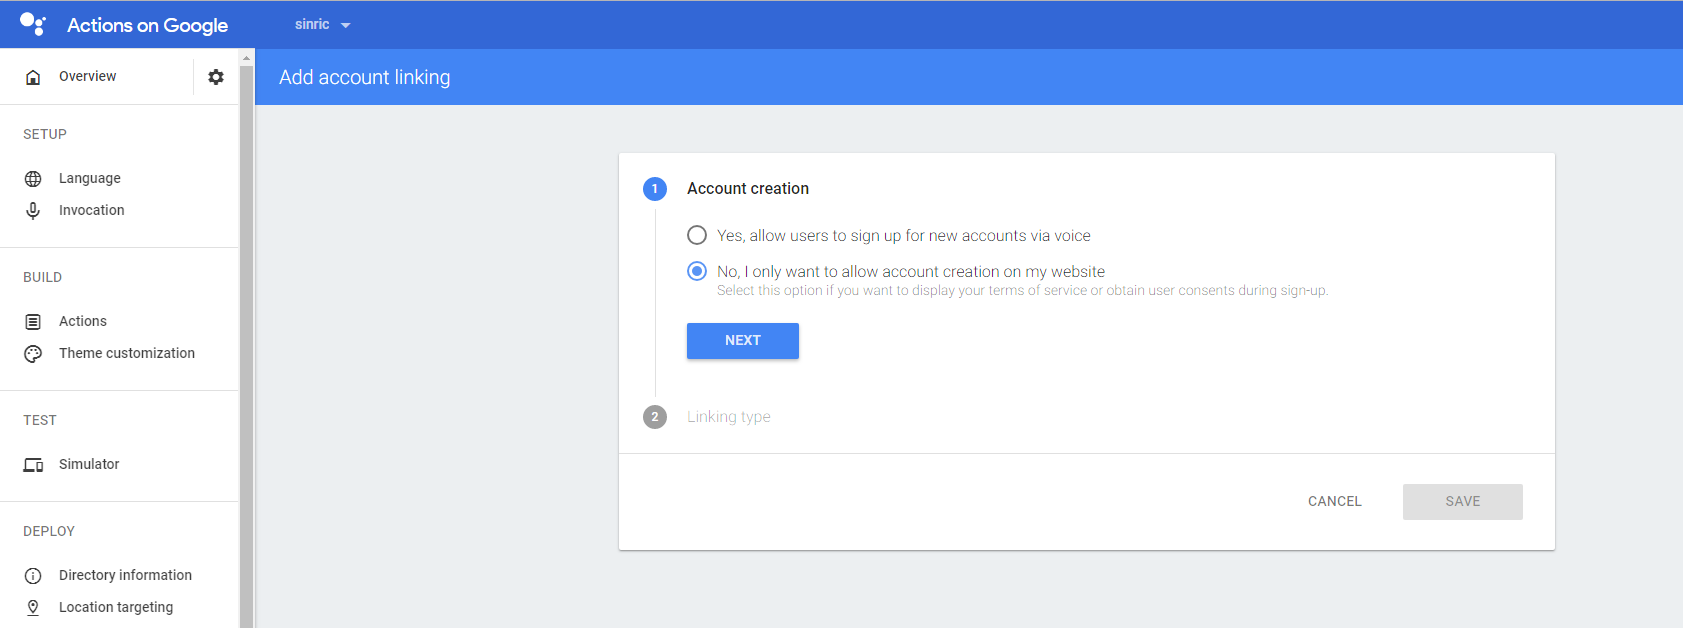 Actions on Google
sinric
Overview
Add account linking
SETUP
Language
Invocation
BUILD
Actions
Theme customization
TEST
Simulator
DEPLOY
Directory information
Location targeting
1 Account creation
Yes, allow users to sign up for new accounts via voice
No, I only want to allow account creation on my website
Select this option if you want to display your terms of service or obtain user consents during sign-up.
NEXT
2 Linking type
CANCEL SAVE